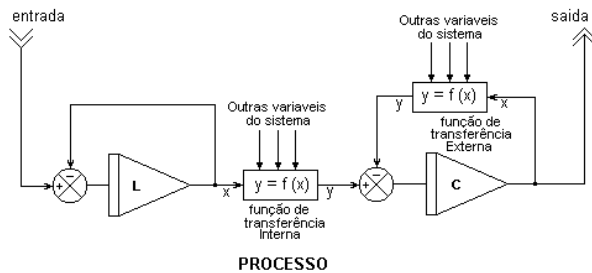 entrada
saida
Outras variaveis
do sistema
y = f (x)
y
x
função de
transferência
Externa
Outras variaveis
do sistema
+
−
L
x
y = f (x)
y
função de
transferência
Interna
+
−
C
PROCESSO